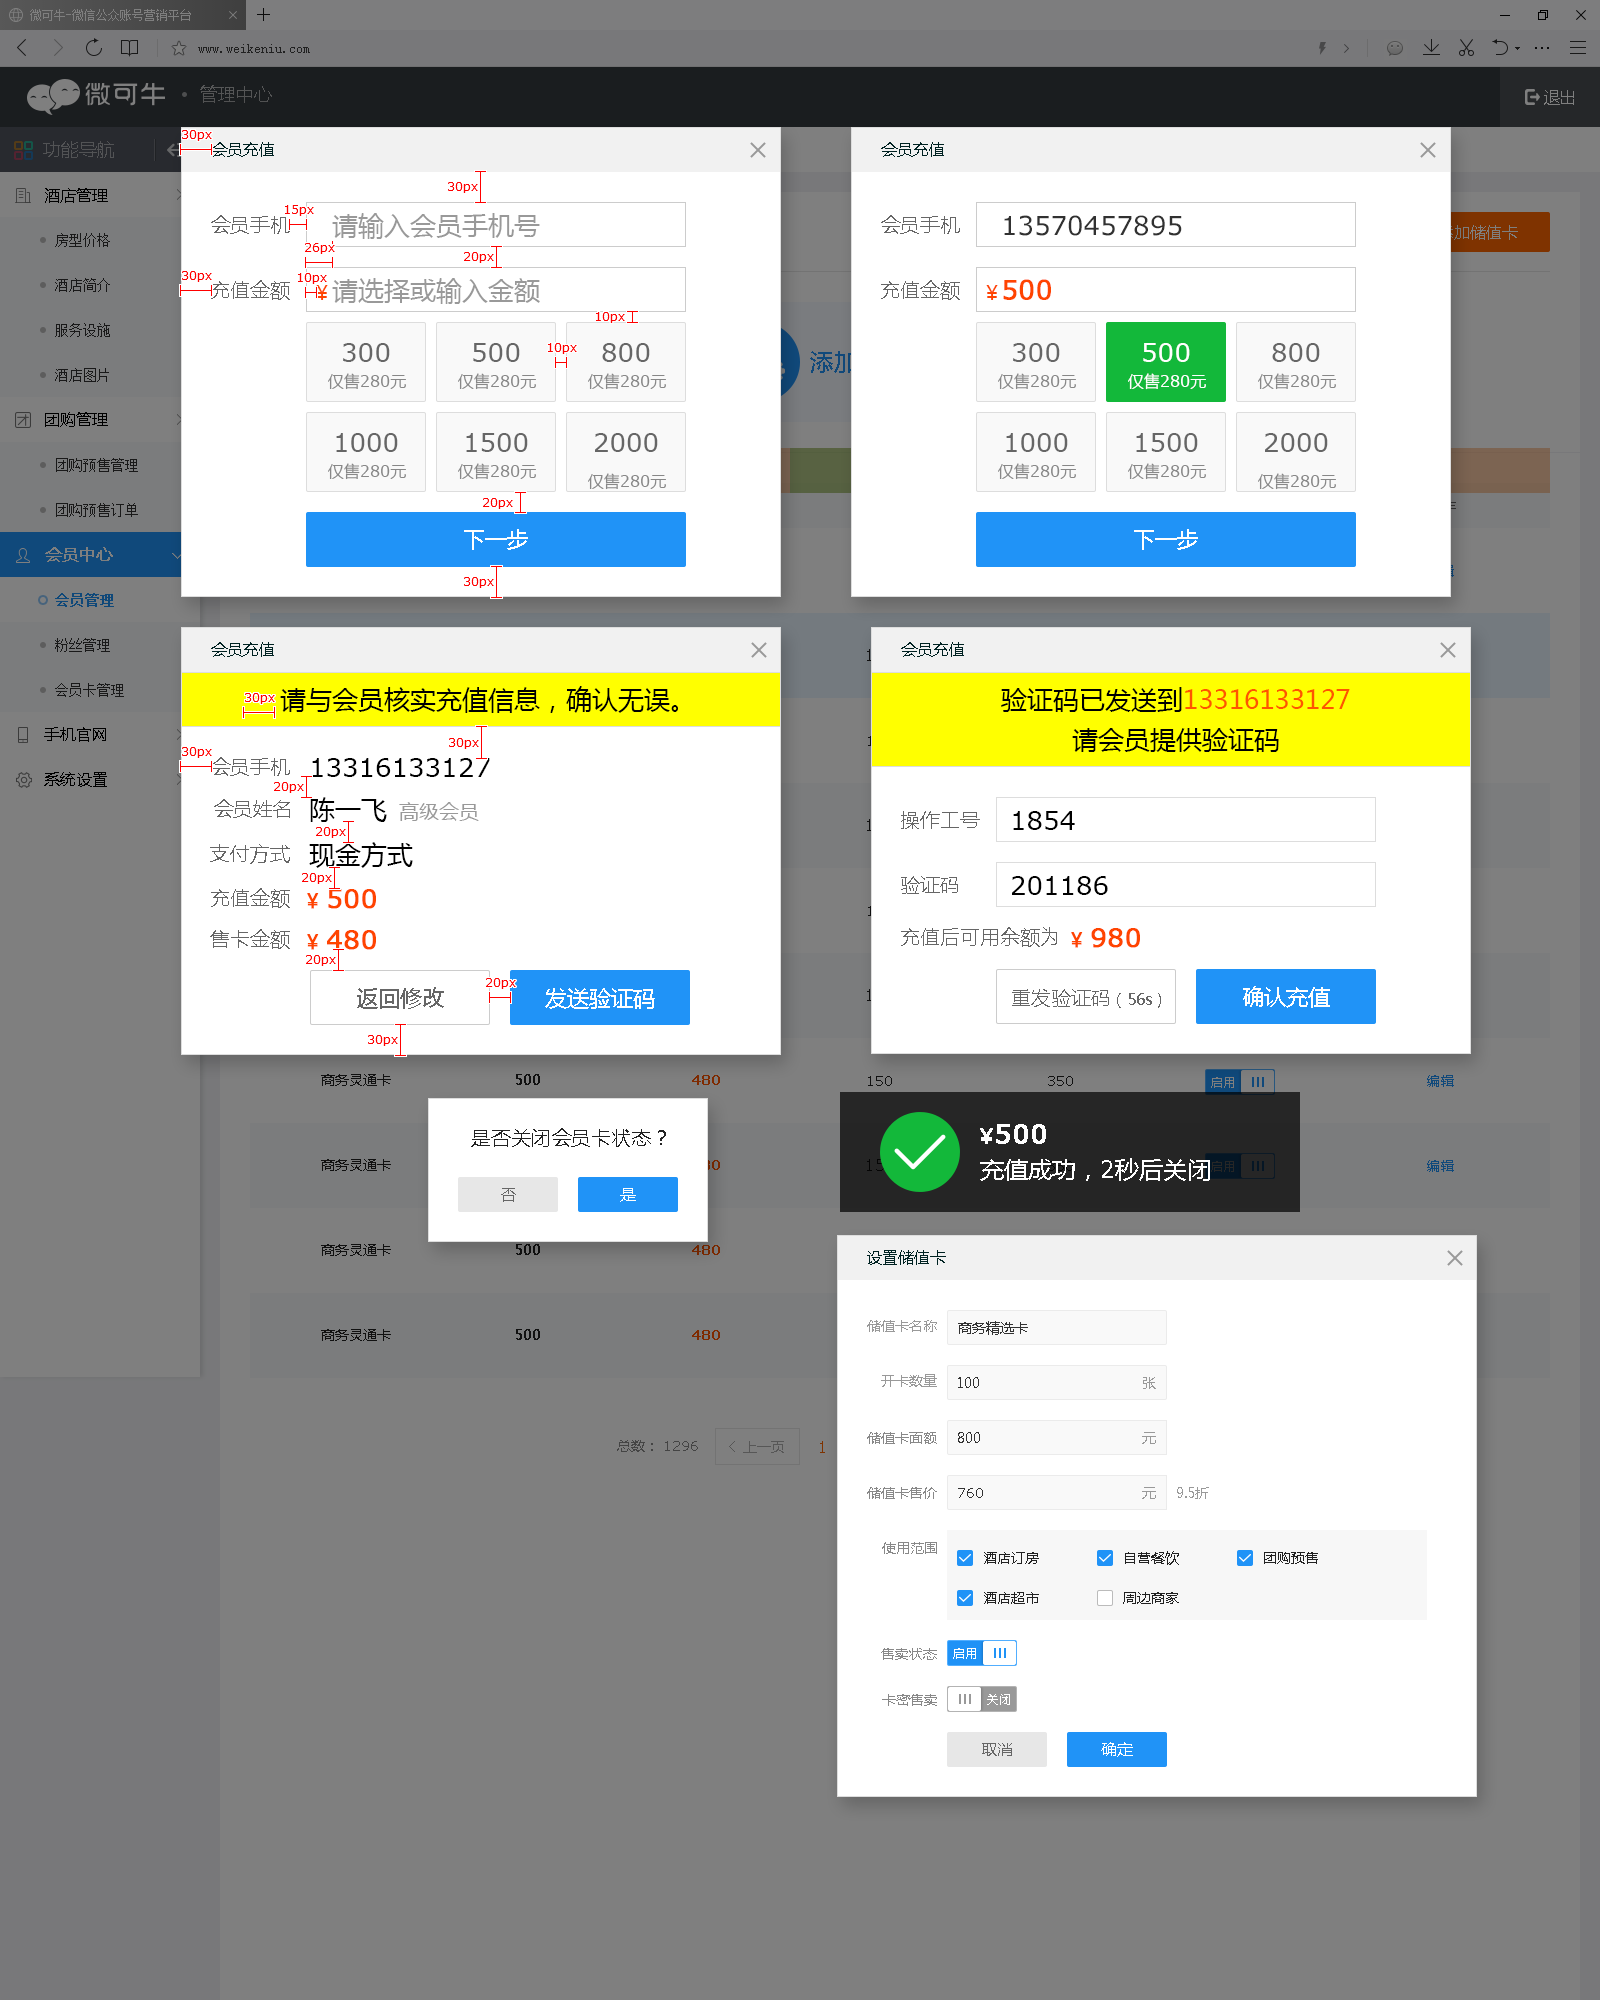 微可牛-微信公众账号营销平台
www.weikeniu.com
微可牛 · 管理中心
退出
功能导航
酒店管理
房型价格
酒店简介
服务设施
酒店图片
团购管理
团购预售管理
团购预售订单
会员中心
会员管理
粉丝管理
会员卡管理
手机官网
系统设置
加储值卡
添加
30px
会员充值
30px
会员手机
15px
请输入会员手机号
26px
20px
30px
充值金额
10px
¥
请选择或输入金额
10px
300
仅售280元
500
仅售280元
10px
800
仅售280元
1000
仅售280元
1500
仅售280元
2000
仅售280元
20px
下一步
30px
会员充值
会员手机
13570457895
充值金额
¥500
300
仅售280元
500
仅售280元
800
仅售280元
1000
仅售280元
1500
仅售280元
2000
仅售280元
下一步
会员充值
30px
请与会员核实充值信息，确认无误。
30px
30px
会员手机
13316133127
20px
会员姓名
陈一飞 高级会员
20px
支付方式
现金方式
20px
充值金额
¥ 500
售卡金额
¥ 480
20px
返回修改
20px
发送验证码
30px
会员充值
验证码已发送到13316133127
请会员提供验证码
操作工号
1854
验证码
201186
充值后可用余额为 ¥ 980
重发验证码（56s）
确认充值
商务灵通卡 500 480 150 350 启用 编辑
是否关闭会员卡状态？
否
是
¥500
充值成功，2秒后关闭
商务灵通卡 启用 编辑
商务灵通卡 500 480
商务灵通卡 500 480
总数： 1296
上一页
1
设置储值卡
储值卡名称
商务精选卡
开卡数量
100 张
储值卡面额
800 元
储值卡售价
760 元 9.5折
使用范围
酒店订房 自营餐饮 团购预售
酒店超市 周边商家
售卖状态
启用
卡密售卖
关闭
取消
确定